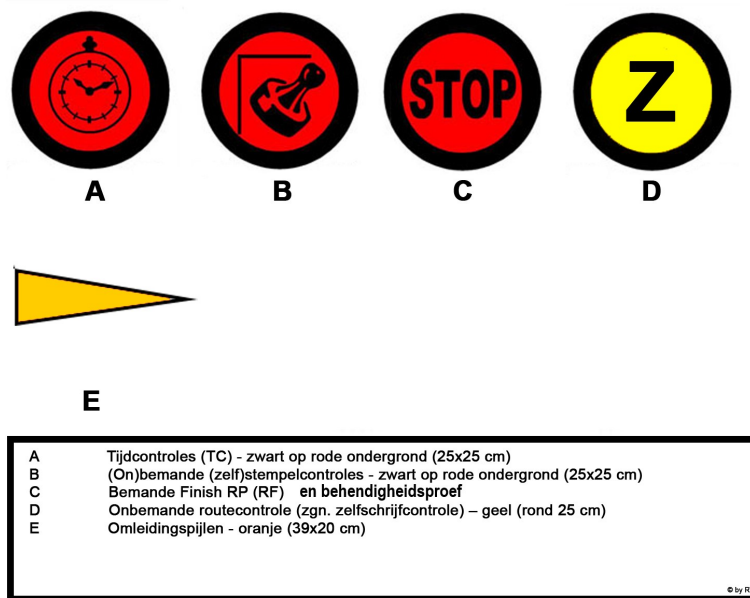 STOP
Z
A
B
C
D
E
A Tijdcontroles (TC) - zwart op rode ondergrond (25x25 cm)
B (On)bemande (zelf)stempelcontroles - zwart op rode ondergrond (25x25 cm)
C Bemande Finish RP (RF) en behendigheidsproef
D Onbemande routecontrole (zgn. zelfschrijfcontrole) – geel (rond 25 cm)
E Omleidingspijlen - oranje (39x20 cm)
© by R